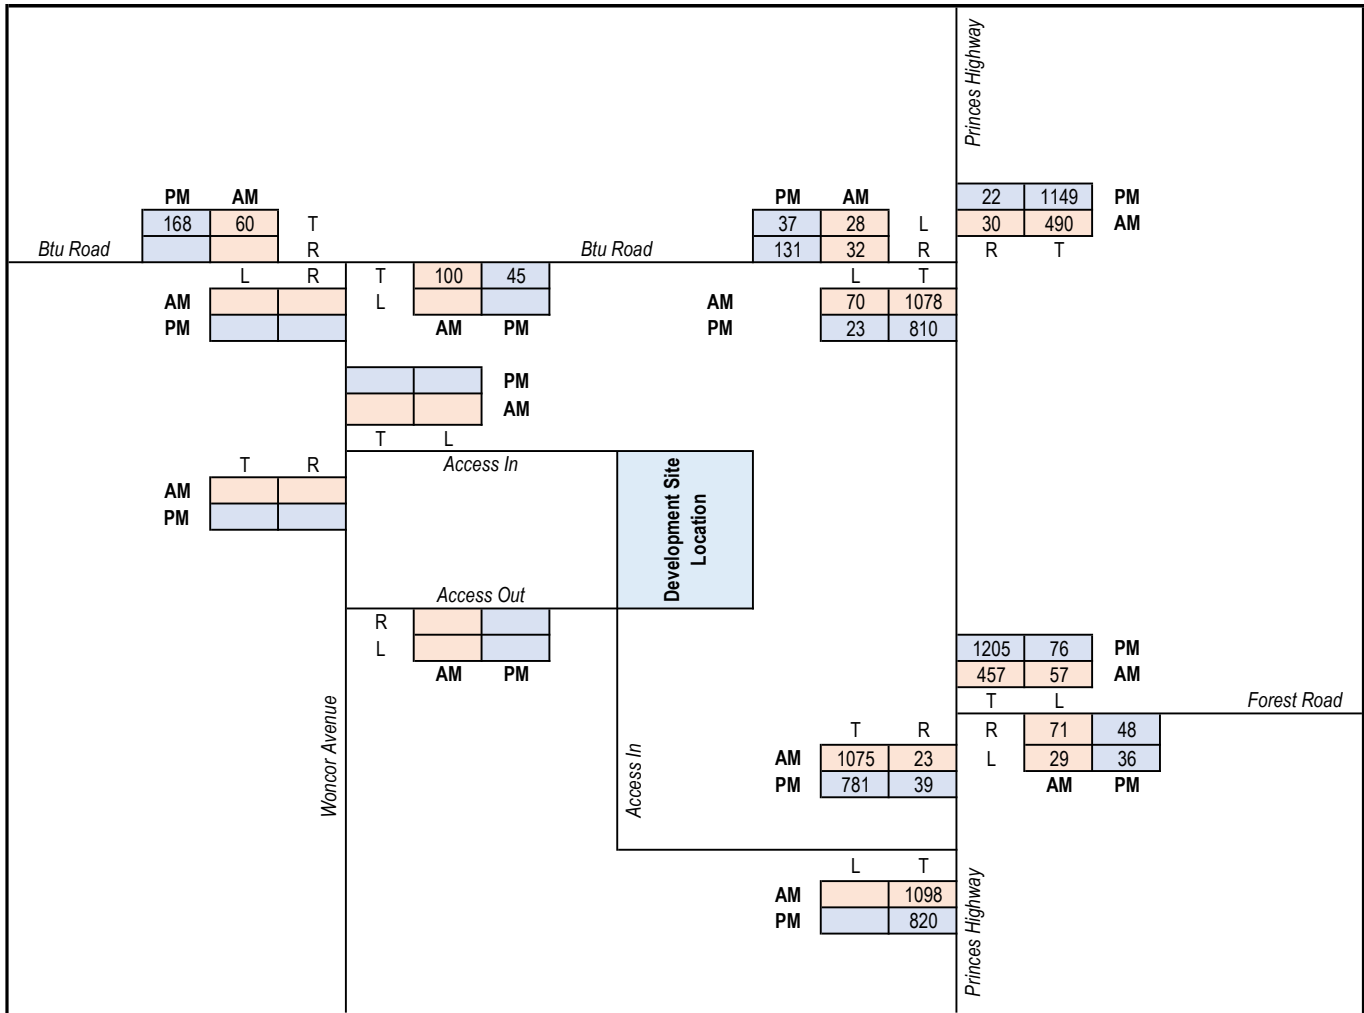 Princes Highway
PM AM
168 60 T
R
Btu Road
L R
AM
PM
T 100 45
L
AM PM
Btu Road
PM AM
37 28 L
131 32 R
22 1149 PM
30 490 AM
R T
L T
AM 70 1078
PM 23 810
PM
AM
T L
Access In
T R
AM
PM
Development Site
Location
Access Out
R
L
AM PM
Woncor Avenue
Access In
1205 76 PM
457 57 AM
T L
Forest Road
R 71 48
L 29 36
AM PM
T R
AM 1075 23
PM 781 39
L T
AM 1098
PM 820
Princes Highway